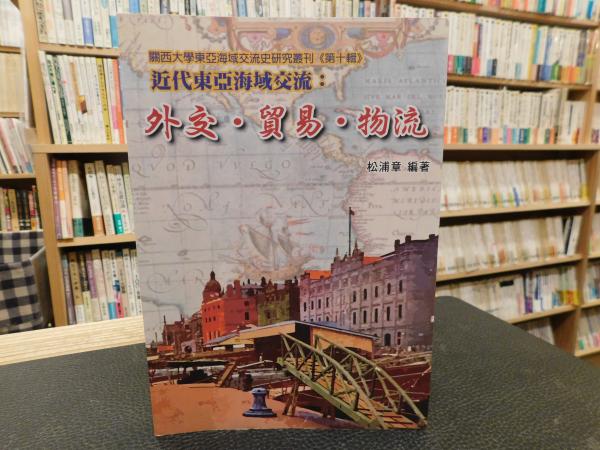 關西大學東亞海域交流史研究叢刊《第十輯》
近代東亞海域交流：
外交・貿易・物流
松浦章 編著